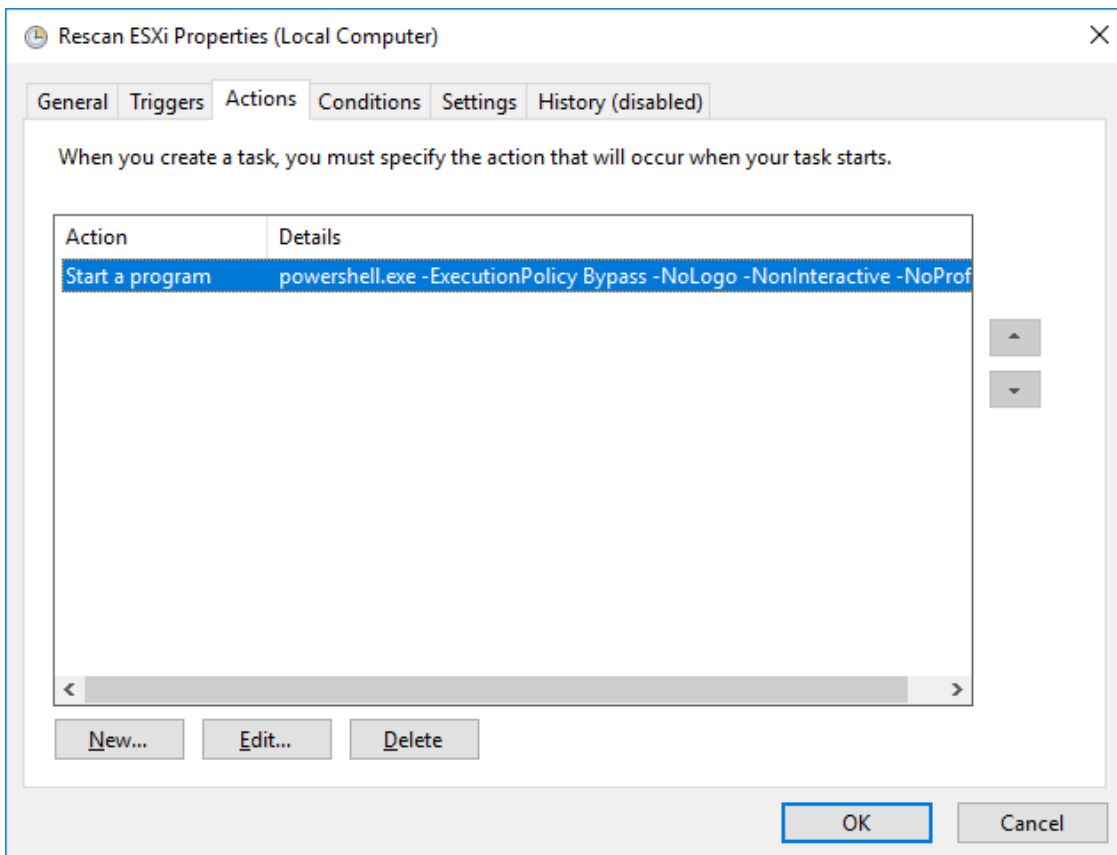 Rescan ESXi Properties (Local Computer)
General Triggers Actions Conditions Settings History (disabled)
When you create a task, you must specify the action that will occur when your task starts.
Action Details
Start a program powershell.exe -ExecutionPolicy Bypass -NoLogo -NonInteractive -NoProf
New... Edit... Delete
OK Cancel